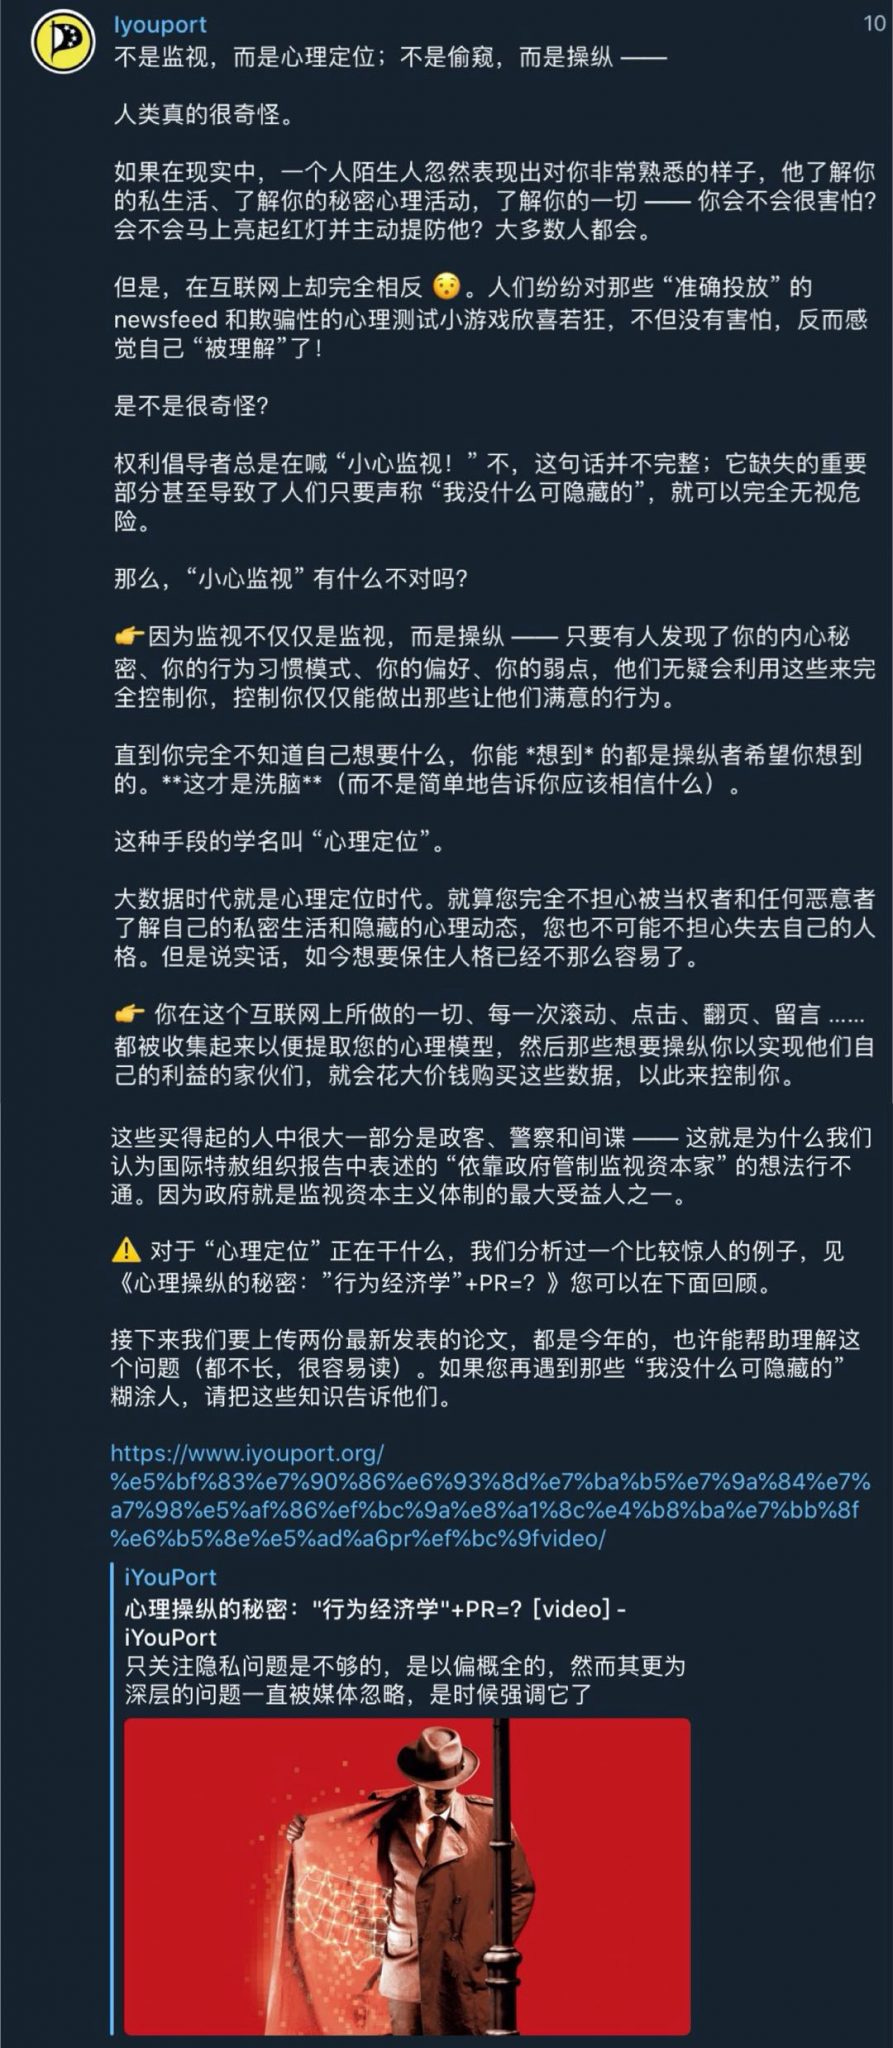 Iyouport
10
不是监视，而是心理定位；不是偷窥，而是操纵 ——
人类真的很奇怪。
如果在现实中，一个人陌生人忽然表现出对你非常熟悉的样子，他了解你
的私生活、了解你的秘密心理活动，了解你的一切 —— 你会不会很害怕？
会不会马上亮起红灯并主动提防他？大多数人都会。
但是，在互联网上却完全相反 😯。人们纷纷对那些 “准确投放” 的
newsfeed 和欺骗性的心理测试小游戏欣喜若狂，不但没有害怕，反而感
觉自己 “被理解”了！
是不是很奇怪？
权利倡导者总是在喊 “小心监视！” 不，这句话并不完整；它缺失的重要
部分甚至导致了人们只要声称 “我没什么可隐藏的”，就可以完全无视危
险。
那么，“小心监视” 有什么不对吗？
👉因为监视不仅仅是监视，而是操纵 —— 只要有人发现了你的内心秘
密、你的行为习惯模式、你的偏好、你的弱点，他们无疑会利用这些来完
全控制你，控制你仅仅能做出那些让他们满意的行为。
直到你完全不知道自己想要什么，你能 *想到* 的都是操纵者希望你想到
的。**这才是洗脑**（而不是简单地告诉你应该相信什么）。
这种手段的学名叫 “心理定位”。
大数据时代就是心理定位时代。就算您完全不担心被当权者和任何恶意者
了解自己的私密生活和隐藏的心理动态，您也不可能不担心失去自己的人
格。但是说实话，如今想要保住人格已经不那么容易了。
👉 你在这个互联网上所做的一切、每一次滚动、点击、翻页、留言 ……
都被收集起来以便提取您的心理模型，然后那些想要操纵你以实现他们自
己的利益的家伙们，就会花大价钱购买这些数据，以此来控制你。
这些买得起的人中很大一部分是政客、警察和间谍 —— 这就是为什么我们
认为国际特赦组织报告中表述的 “依靠政府管制监视资本家” 的想法行不
通。因为政府就是监视资本主义体制的最大受益人之一。
⚠️ 对于 “心理定位” 正在干什么，我们分析过一个比较惊人的例子，见
《心理操纵的秘密：”行为经济学”+PR=？》您可以在下面回顾。
接下来我们要上传两份最新发表的论文，都是今年的，也许能帮助理解这
个问题（都不长，很容易读）。如果您再遇到那些 “我没什么可隐藏的”
糊涂人，请把这些知识告诉他们。
https://www.iyouport.org/
%e5%bf%83%e7%90%86%e6%93%8d%e7%ba%b5%e7%9a%84%e7%
a7%98%e5%af%86%ef%bc%9a%e8%a1%8c%e4%b8%ba%e7%bb%8f
%e6%b5%8e%e5%ad%a6pr%ef%bc%9fvideo/
iYouPort
心理操纵的秘密："行为经济学"+PR=？[video] -
iYouPort
只关注隐私问题是不够的，是以偏概全的，然而其更为
深层的问题一直被媒体忽略，是时候强调它了